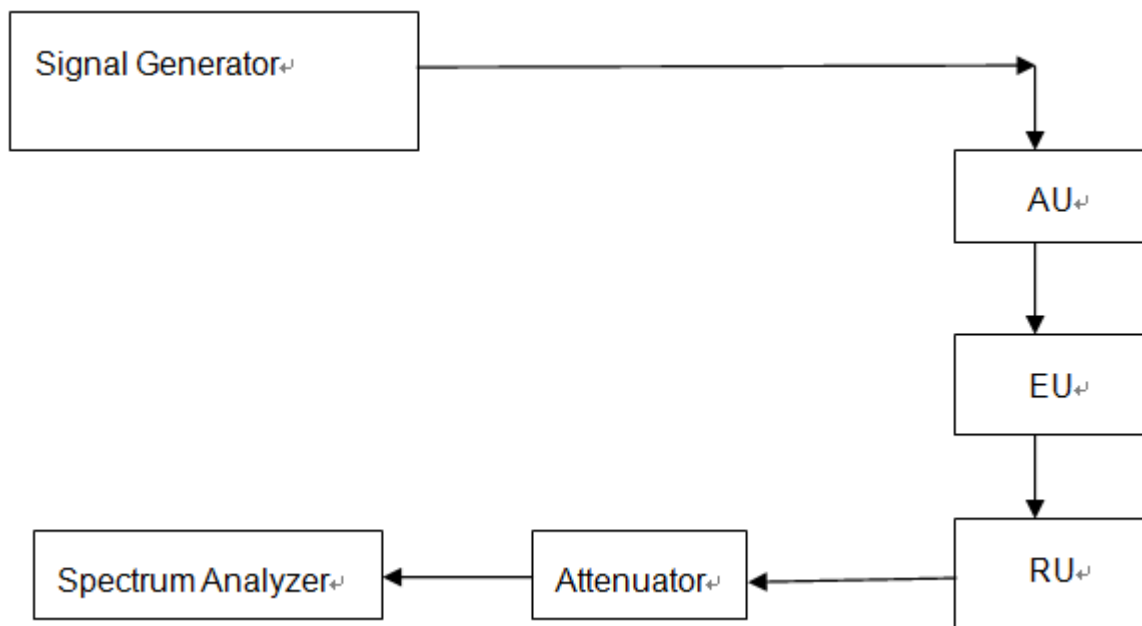 Signal Generator↵
AU↵
EU↵
RU↵
Attenuator↵
Spectrum Analyzer↵